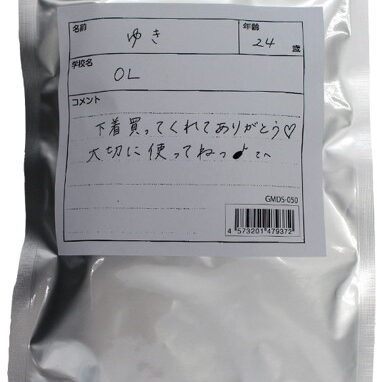 名前 ゆき 年齢 24 歳
学校名
OL
コメント
下着買ってくれてありがとう♡
大切に使ってねっ♪
GMDS-050
4 573201 479372